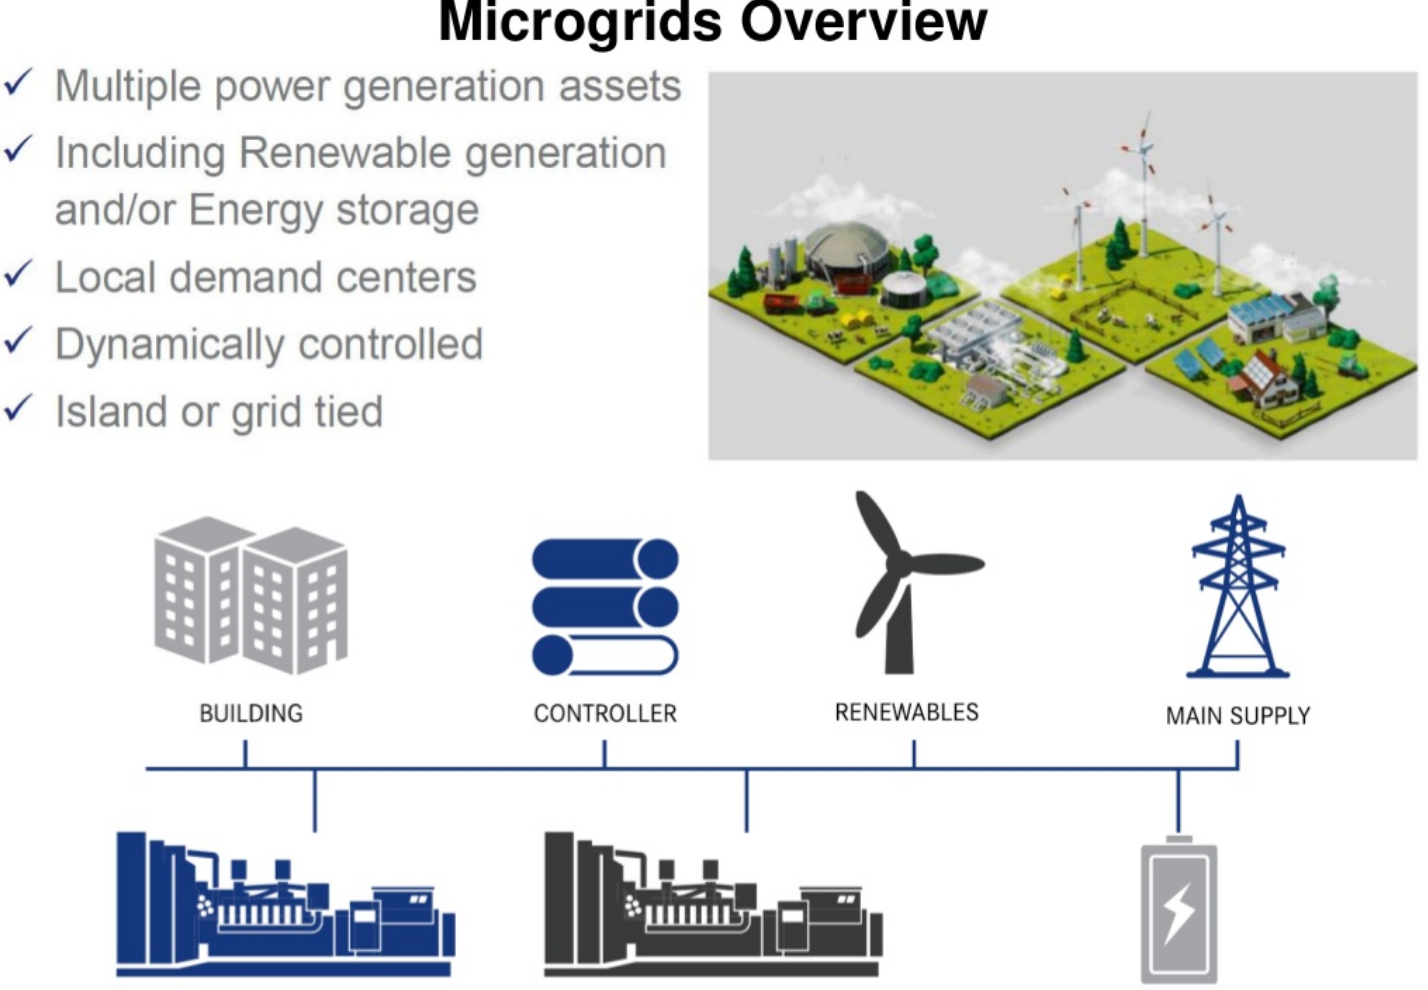 Microgrids Overview
✓ Multiple power generation assets
✓ Including Renewable generation
and/or Energy storage
✓ Local demand centers
✓ Dynamically controlled
✓ Island or grid tied
BUILDING
CONTROLLER
RENEWABLES
MAIN SUPPLY